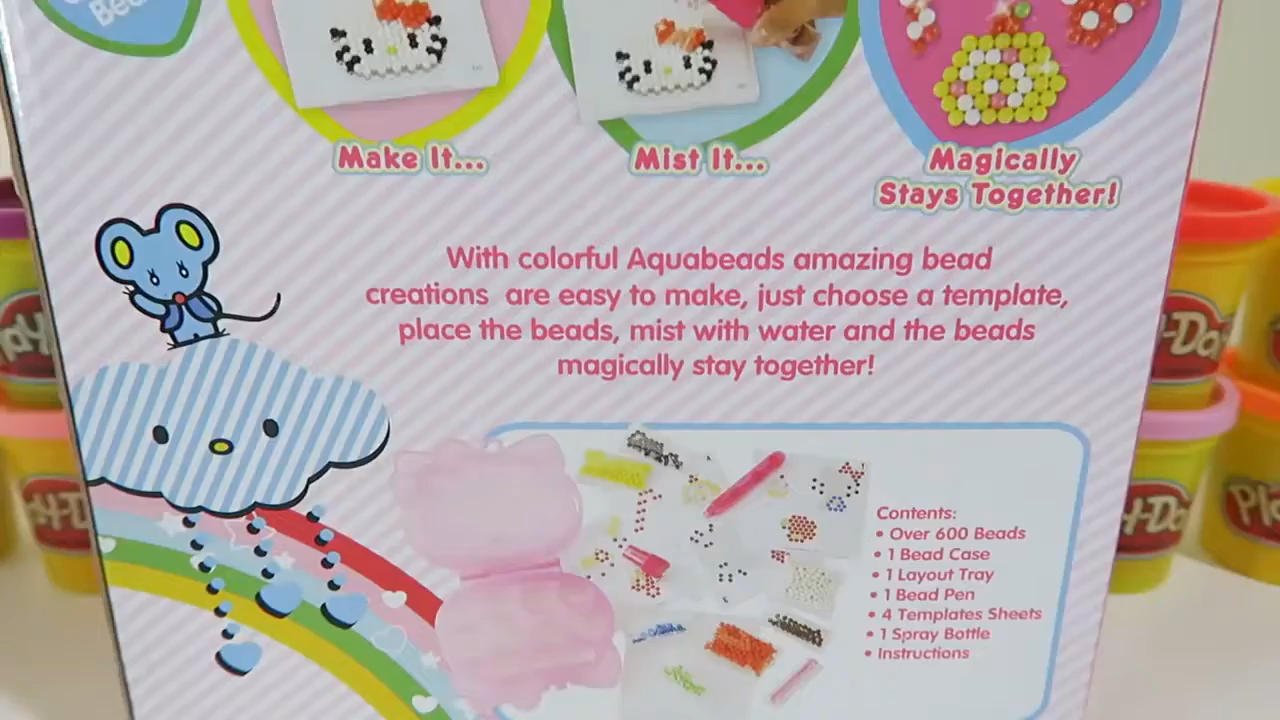 Bea
Make It...
Mist It...
Magically
Stays Together!
With colorful Aquabeads amazing bead
creations are easy to make, just choose a template,
place the beads, mist with water and the beads
magically stay together!
Contents:
• Over 600 Beads
• 1 Bead Case
• 1 Layout Tray
• 1 Bead Pen
• 4 Templates Sheets
• 1 Spray Bottle
• Instructions